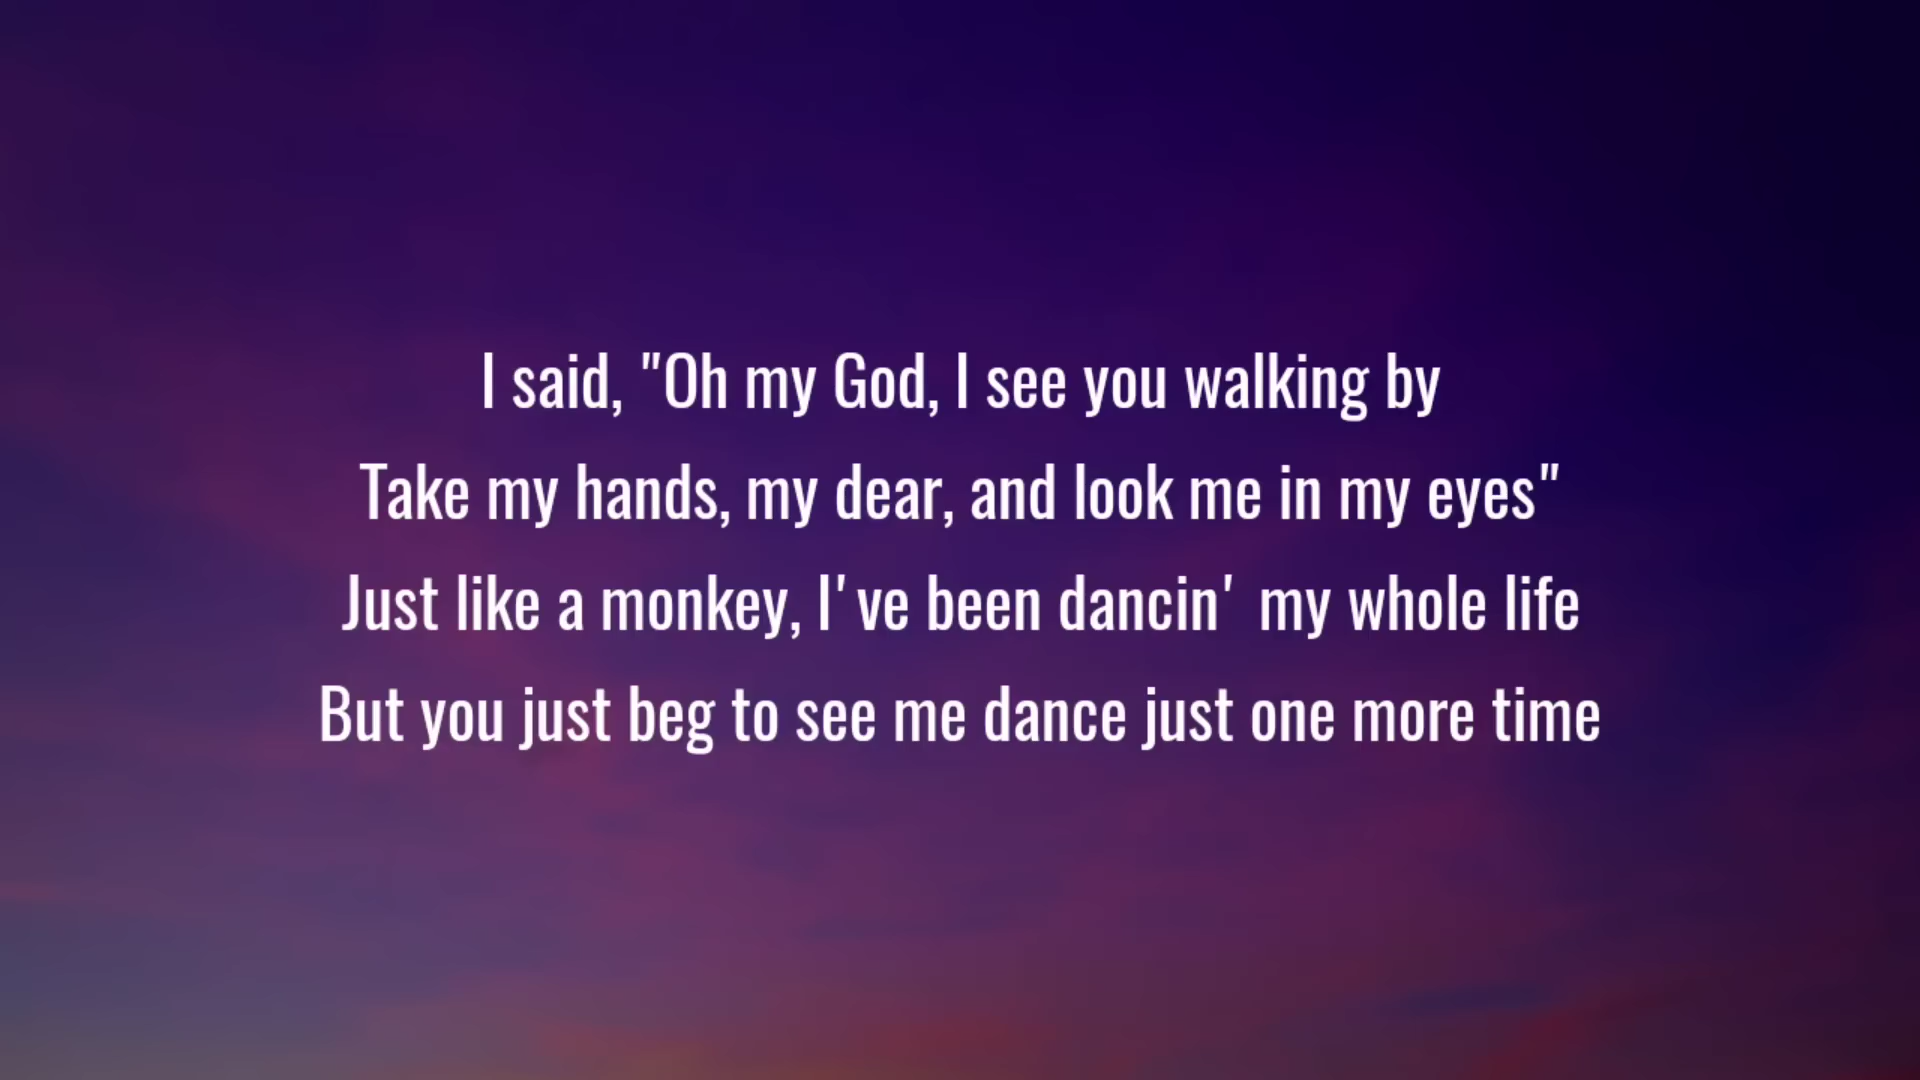 I said, "Oh my God, I see you walking by
Take my hands, my dear, and look me in my eyes"
Just like a monkey, I've been dancin' my whole life
But you just beg to see me dance just one more time